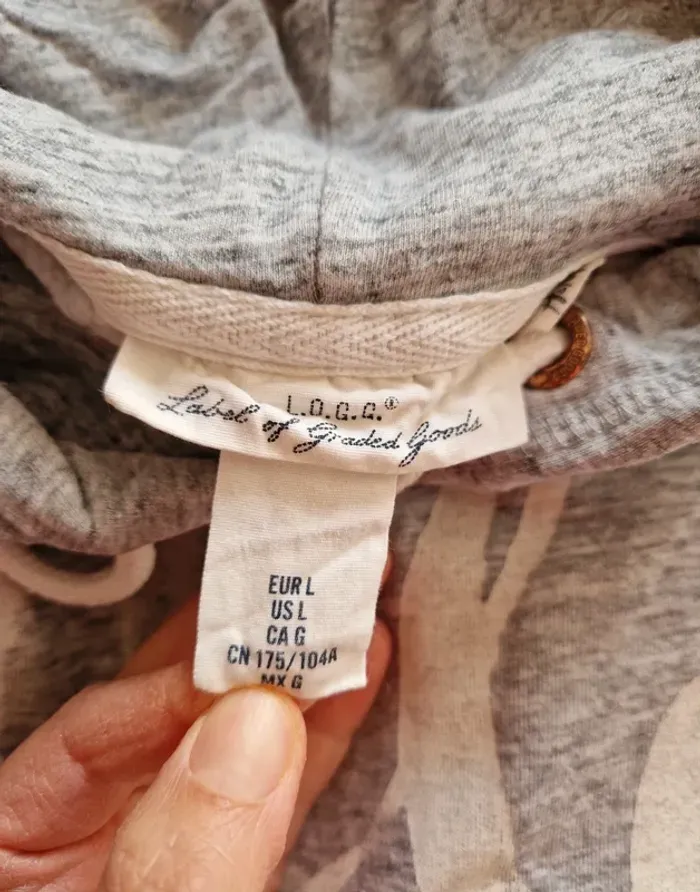 L.O.G.G.®
Label of Graded Goods
EUR L
US L
CA G
CN 175/104A
MX G